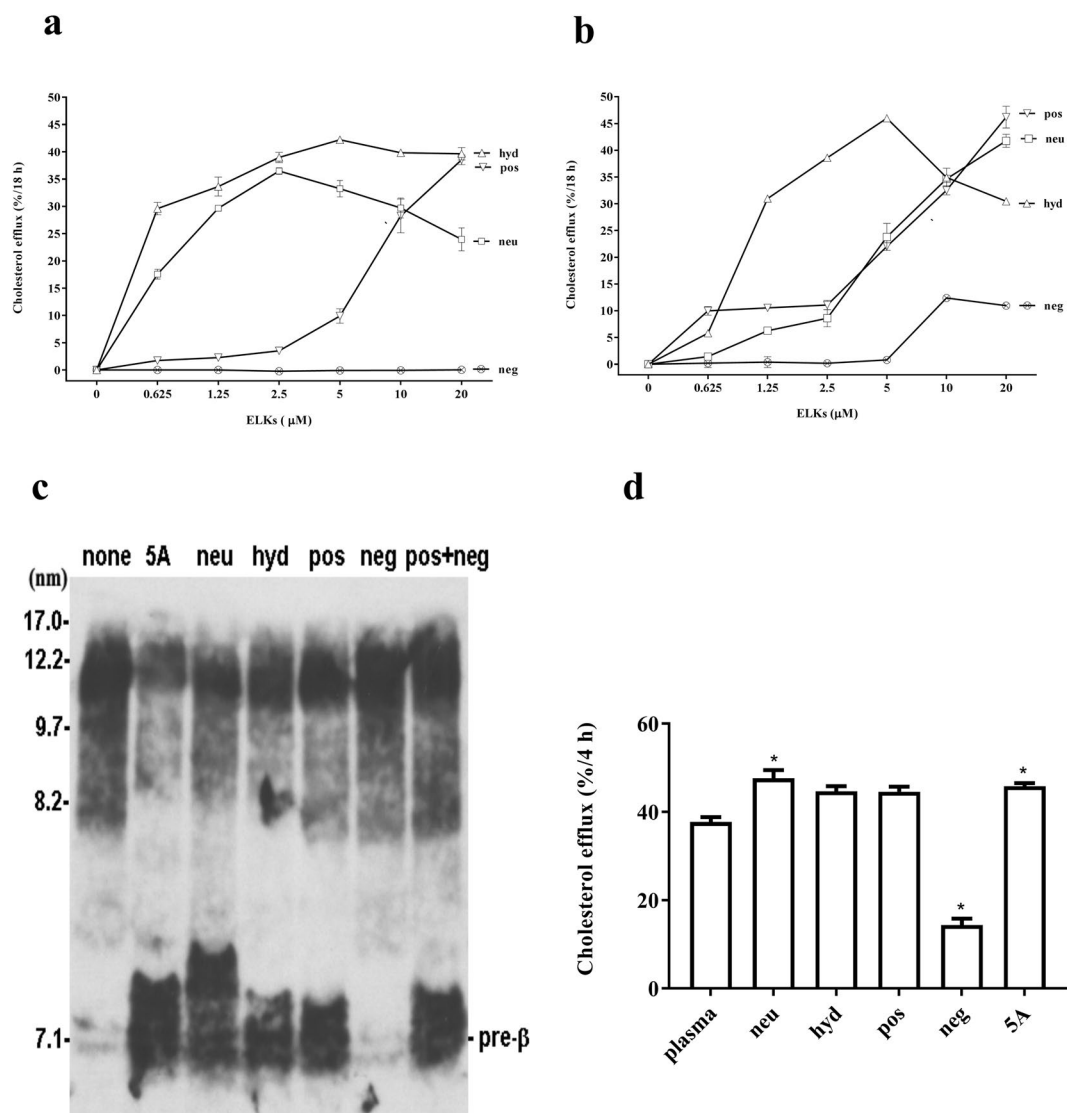 a
Cholesterol efflux (%/18 h)
50
45
40
35
30
25
20
15
10
5
0
0 0.625 1.25 2.5 5 10 20
ELKs ( μM)
hyd
pos
neu
neg
b
Cholesterol efflux (%/18 h)
50
45
40
35
30
25
20
15
10
5
0
0 0.625 1.25 2.5 5 10 20
ELKs (μM)
pos
neu
hyd
neg
c
none 5A neu hyd pos neg pos+neg
(nm)
17.0-
12.2-
9.7-
8.2-
7.1- - pre-β
d
Cholesterol efflux (%/4 h)
60
40
20
0
* * *
plasma neu hyd pos neg 5A